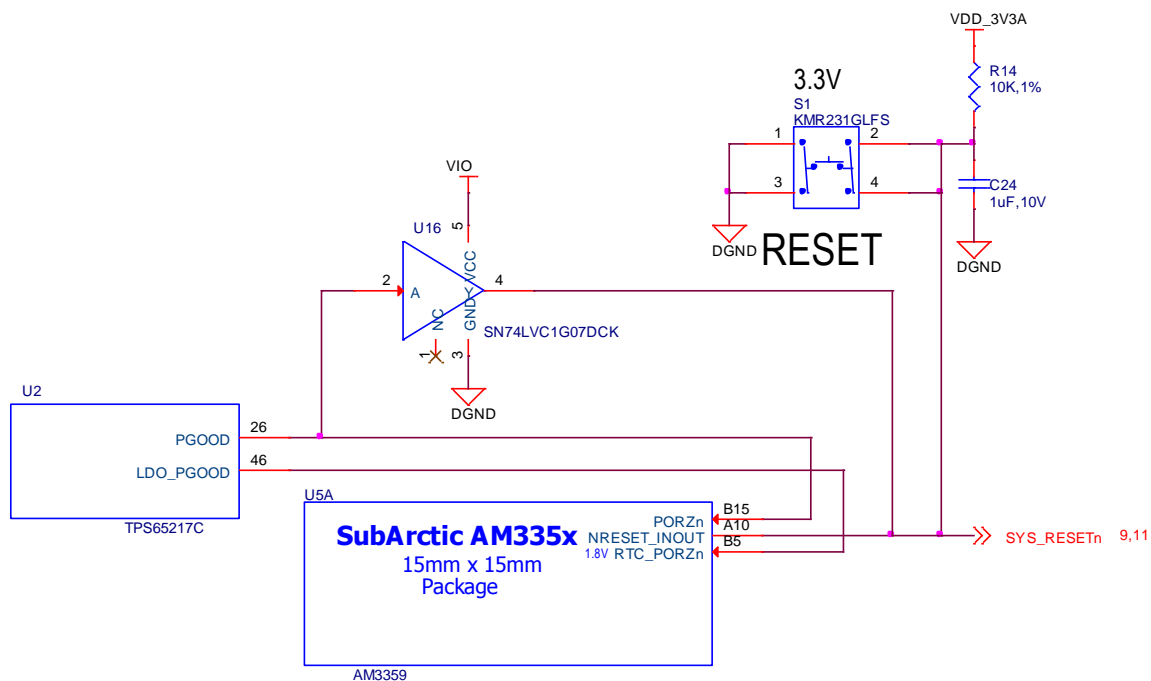 VDD_3V3A
R14
10K,1%
3.3V
S1
KMR231GLFS
1
2
3
4
C24
1uF,10V
DGND
RESET
DGND
VIO
U16
5
VCC
2
A
4
Y
NC
GND
SN74LVC1G07DCK
1
3
DGND
U2
PGOOD
26
LDO_PGOOD
46
TPS65217C
U5A
SubArctic AM335x
15mm x 15mm
Package
PORZn
B15
NRESET_INOUT
A10
1.8V
RTC_PORZn
B5
SYS_RESETn
9,11
AM3359